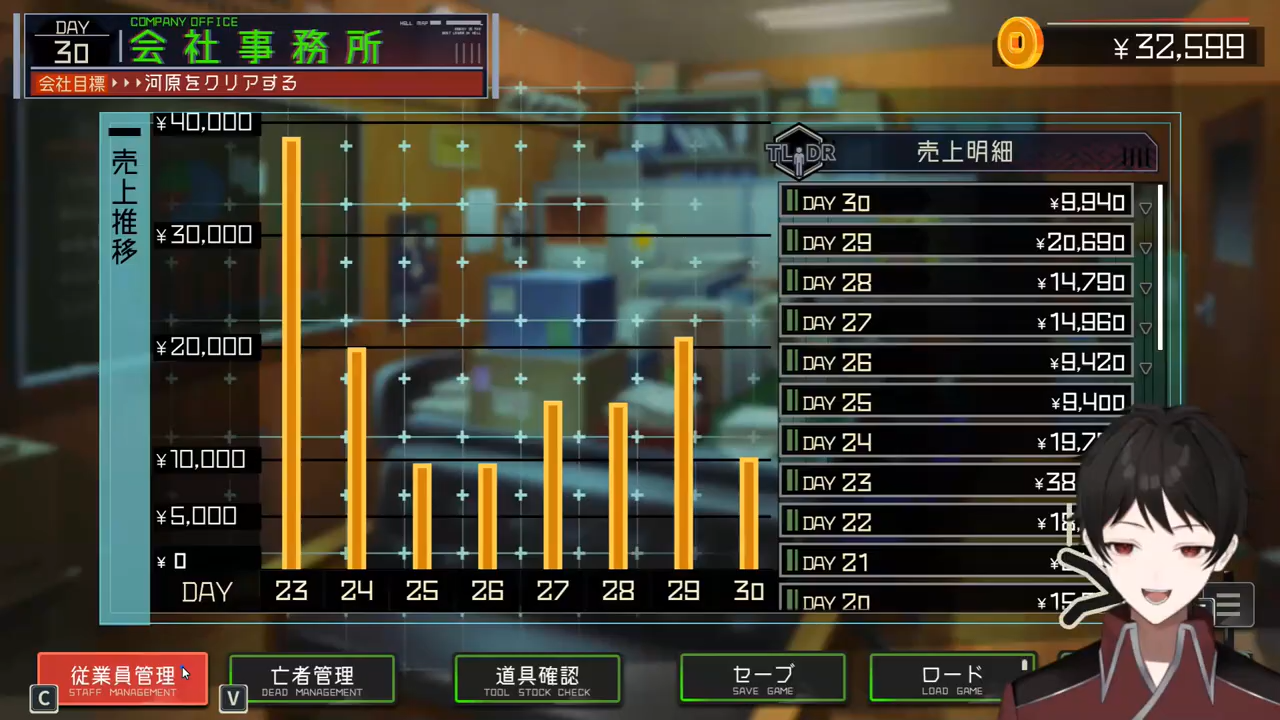 DAY
30
COMPANY OFFICE
会社事務所
会社目標 河原をクリアする
¥32,599
売上推移
¥40,000
¥30,000
¥20,000
¥10,000
¥5,000
¥0
DAY 23 24 25 26 27 28 29 30
TL;DR
売上明細
DAY 30 ¥9,940
DAY 29 ¥20,690
DAY 28 ¥14,790
DAY 27 ¥14,960
DAY 26 ¥9,420
DAY 25 ¥9,400
DAY 24 ¥19,7
DAY 23 ¥38
DAY 22 ¥1
DAY 21 ¥
DAY 20 ¥15
従業員管理
STAFF MANAGEMENT
C
亡者管理
DEAD MANAGEMENT
V
道具確認
TOOL STOCK CHECK
セーブ
SAVE GAME
ロード
LOAD GAME